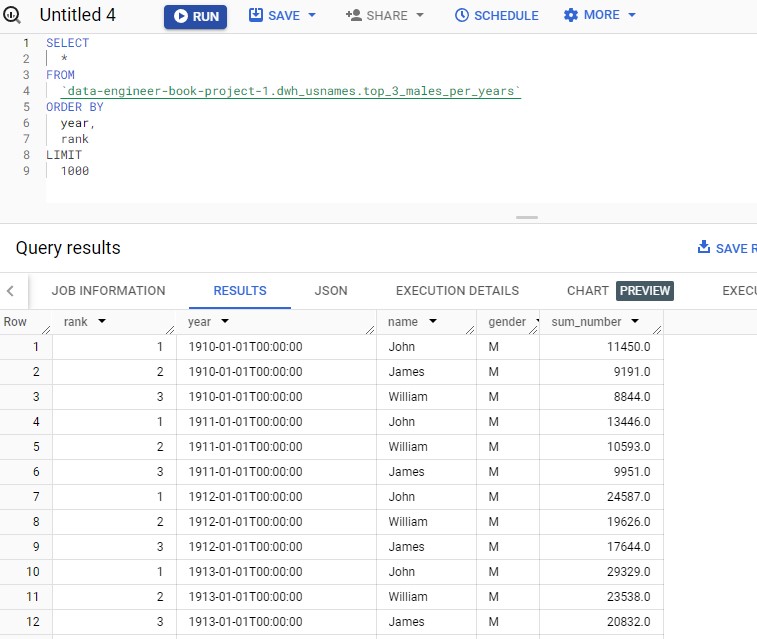 Untitled 4 RUN SAVE SHARE SCHEDULE MORE
1 SELECT
2 *
3 FROM
4 `data-engineer-book-project-1.dwh_usnames.top_3_males_per_years`
5 ORDER BY
6 year,
7 rank
8 LIMIT
9 1000
Query results SAVE R
JOB INFORMATION RESULTS JSON EXECUTION DETAILS CHART PREVIEW EXECU
Row rank year name gender sum_number
1 1 1910-01-01T00:00:00 John M 11450.0
2 2 1910-01-01T00:00:00 James M 9191.0
3 3 1910-01-01T00:00:00 William M 8844.0
4 1 1911-01-01T00:00:00 John M 13446.0
5 2 1911-01-01T00:00:00 William M 10593.0
6 3 1911-01-01T00:00:00 James M 9951.0
7 1 1912-01-01T00:00:00 John M 24587.0
8 2 1912-01-01T00:00:00 William M 19626.0
9 3 1912-01-01T00:00:00 James M 17644.0
10 1 1913-01-01T00:00:00 John M 29329.0
11 2 1913-01-01T00:00:00 William M 23538.0
12 3 1913-01-01T00:00:00 James M 20832.0